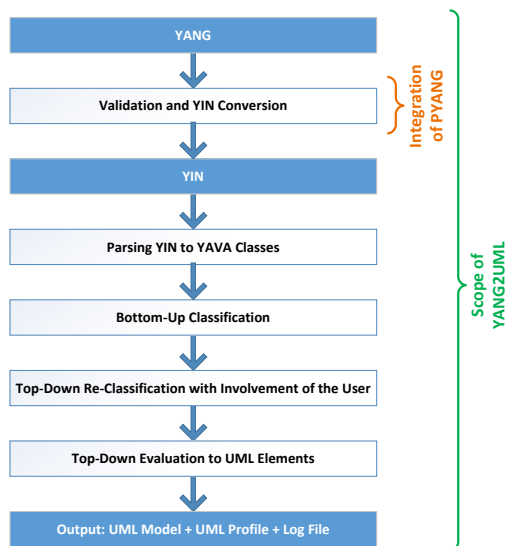 YANG
Validation and YIN Conversion
Integration
of PYANG
YIN
Parsing YIN to YAVA Classes
Bottom-Up Classification
Top-Down Re-Classification with Involvement of the User
Top-Down Evaluation to UML Elements
Output: UML Model + UML Profile + Log File
Scope of
YANG2UML